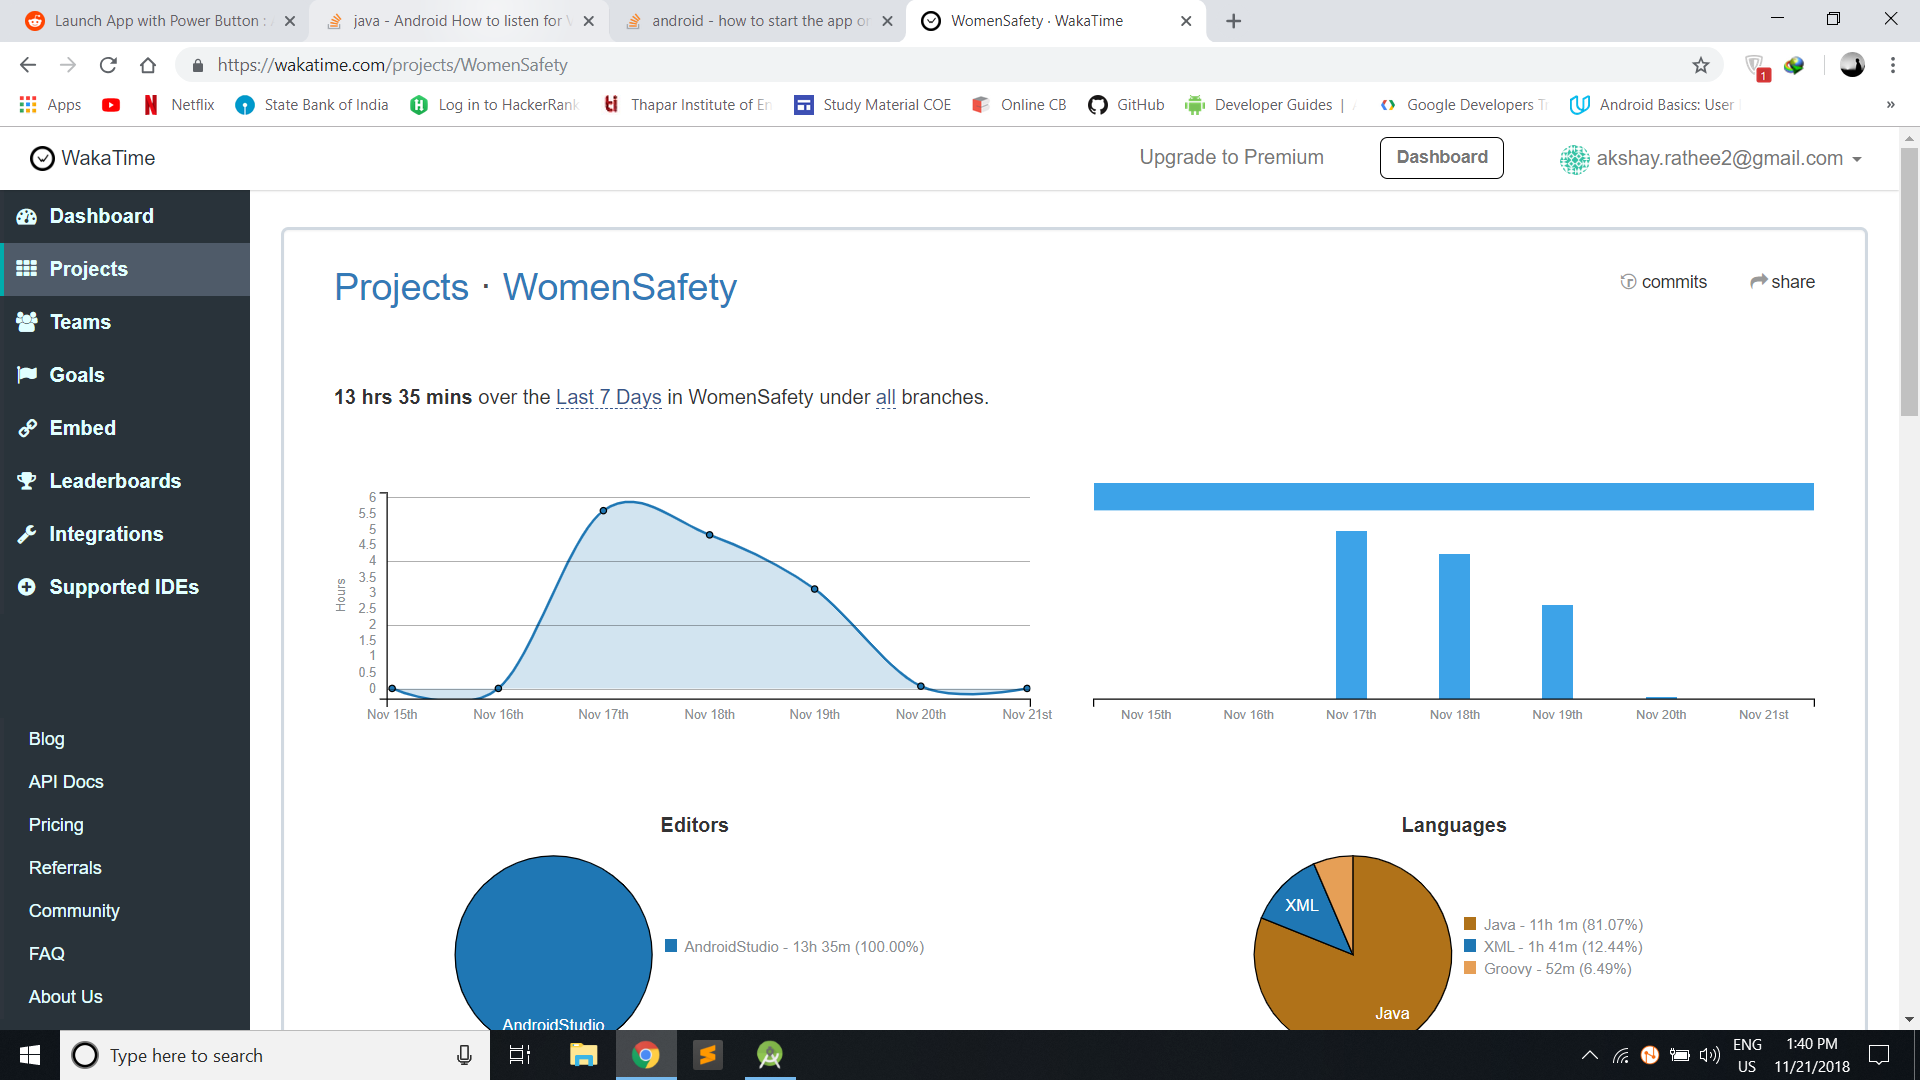 Launch App with Power Button :
java - Android How to listen for
android - how to start the app on
WomenSafety · WakaTime
https://wakatime.com/projects/WomenSafety
1
Apps
Netflix
State Bank of India
Log in to HackerRank
Thapar Institute of En
Study Material COE
Online CB
GitHub
Developer Guides |
Google Developers T
Android Basics: User
»
WakaTime
Upgrade to Premium
Dashboard
akshay.rathee2@gmail.com
Dashboard
Projects
Teams
Goals
Embed
Leaderboards
Integrations
Supported IDEs
Blog
API Docs
Pricing
Referrals
Community
FAQ
About Us
Projects · WomenSafety
commits
share
13 hrs 35 mins over the Last 7 Days in WomenSafety under all branches.
Hours
6
5.5
5
4.5
4
3.5
3
2.5
2
1.5
1
0.5
0
Nov 15th Nov 16th Nov 17th Nov 18th Nov 19th Nov 20th Nov 21st
Nov 15th Nov 16th Nov 17th Nov 18th Nov 19th Nov 20th Nov 21st
Editors
AndroidStudio
AndroidStudio - 13h 35m (100.00%)
Languages
XML
Java
Java - 11h 1m (81.07%)
XML - 1h 41m (12.44%)
Groovy - 52m (6.49%)
Type here to search
ENG
US
1:40 PM
11/21/2018